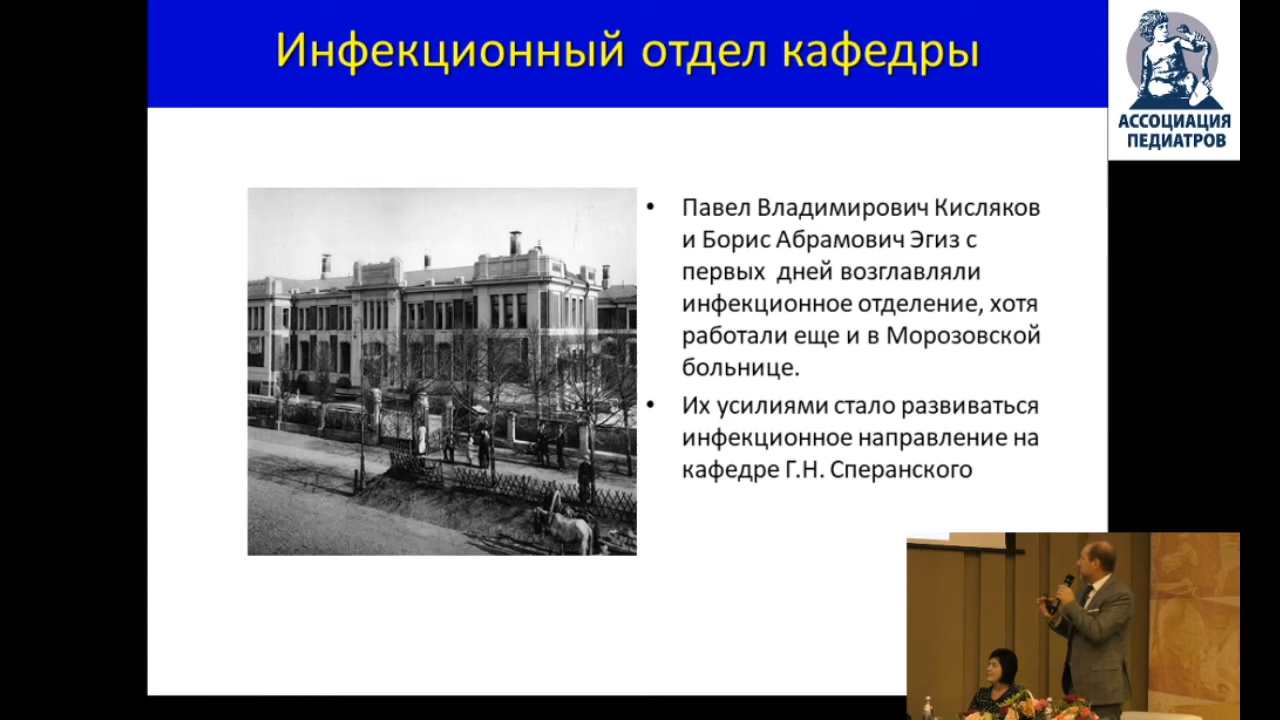 Инфекционный отдел кафедры
АССОЦИАЦИЯ
ПЕДИАТРОВ
• Павел Владимирович Кисляков
и Борис Абрамович Эгиз с
первых дней возглавляли
инфекционное отделение, хотя
работали еще и в Морозовской
больнице.
• Их усилиями стало развиваться
инфекционное направление на
кафедре Г.Н. Сперанского